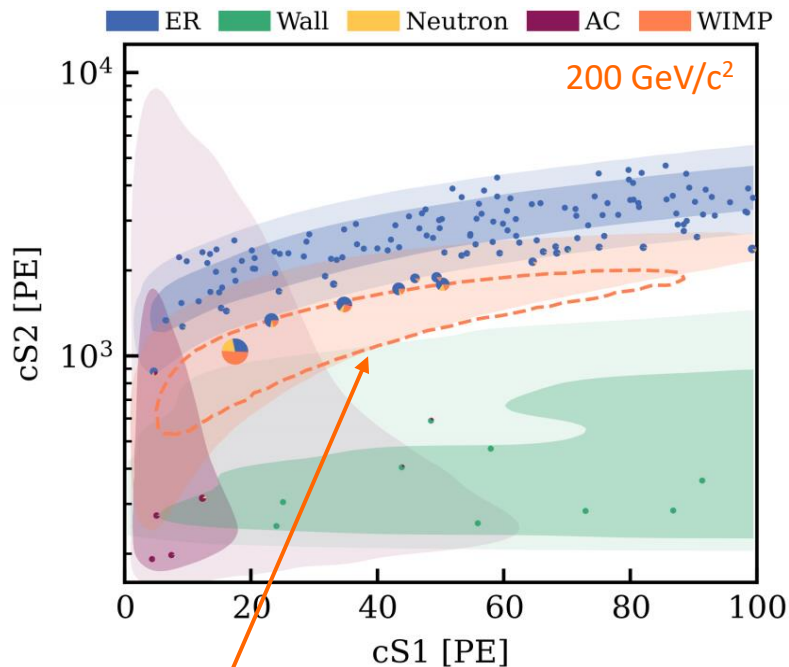 ER Wall Neutron AC WIMP
200 GeV/c²
10⁴
10³
cS2 [PE]
0 20 40 60 80 100
cS1 [PE]